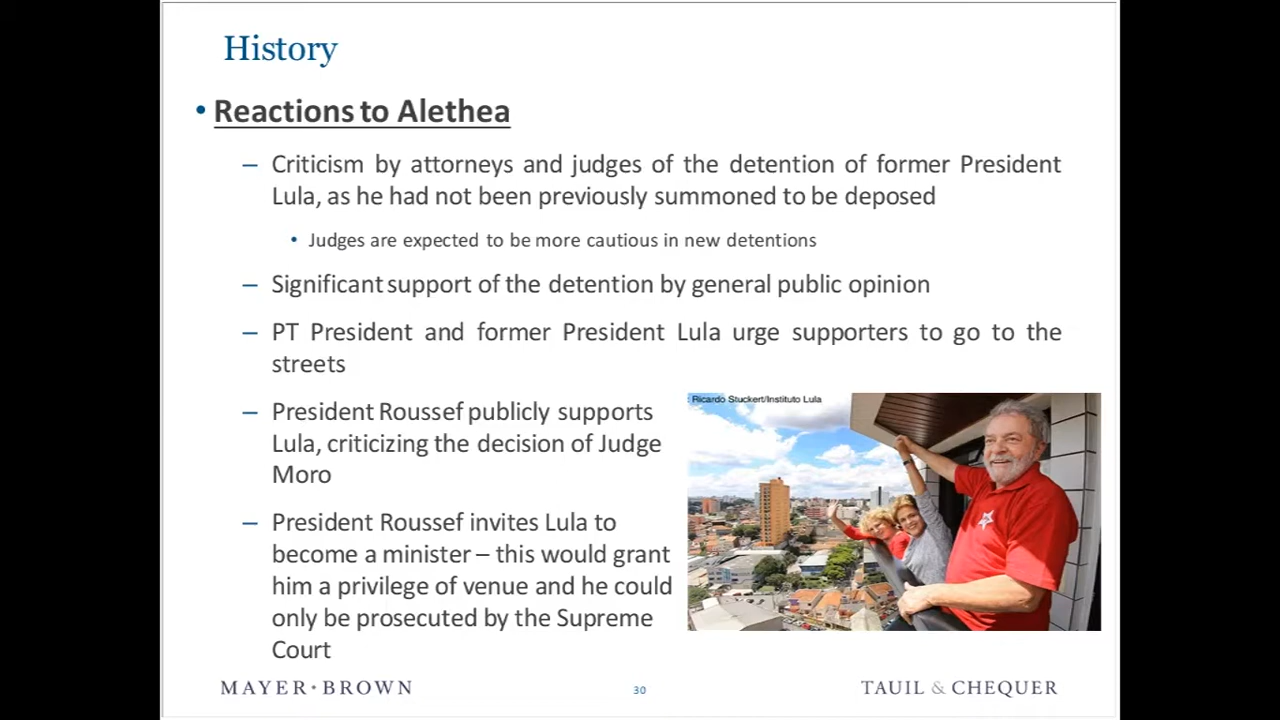 History
• Reactions to Alethea
– Criticism by attorneys and judges of the detention of former President
Lula, as he had not been previously summoned to be deposed
• Judges are expected to be more cautious in new detentions
– Significant support of the detention by general public opinion
– PT President and former President Lula urge supporters to go to the
streets
– President Roussef publicly supports
Lula, criticizing the decision of Judge
Moro
– President Roussef invites Lula to
become a minister – this would grant
him a privilege of venue and he could
only be prosecuted by the Supreme
Court
: Ricardo Stuckert/Instituto Lula
MAYER • BROWN
30
TAUIL & CHEQUER